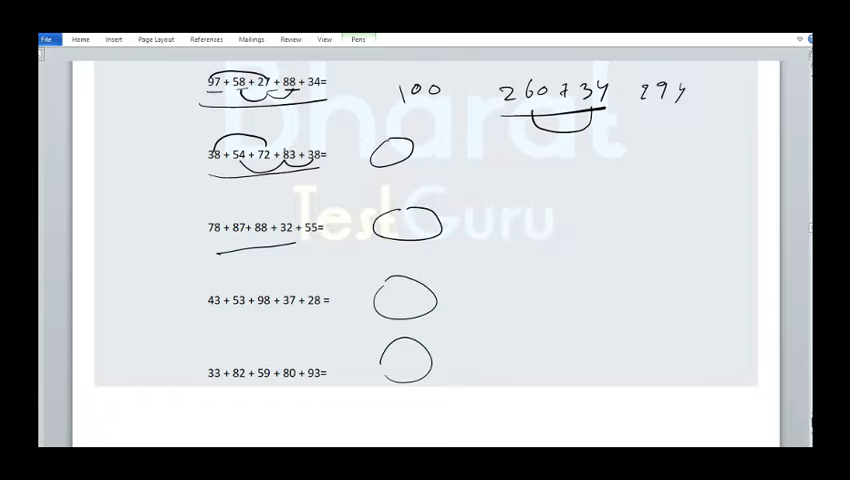 File Home Insert Page Layout References Mailings Review View Pens
97 + 58 + 27 + 88 + 34= 100 260 + 34 294
38 + 54 + 72 + 83 + 38=
78 + 87+ 88 + 32 + 55=
43 + 53 + 98 + 37 + 28 =
33 + 82 + 59 + 80 + 93=
Bharat
Test Guru